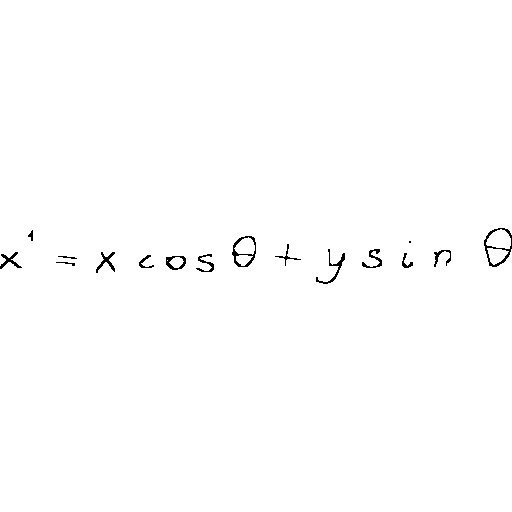 x' = x cos θ + y sin θ